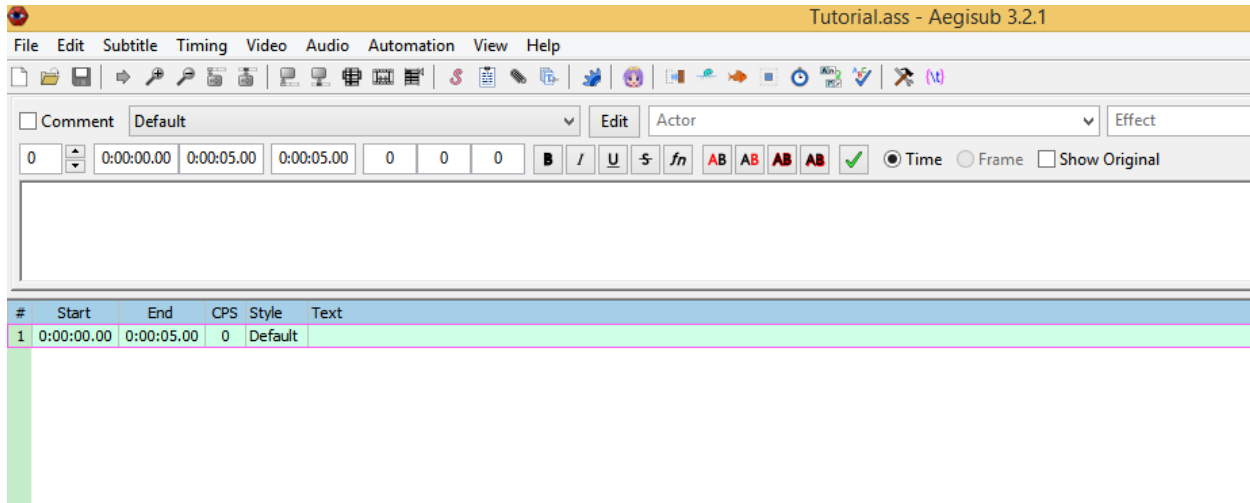 Tutorial.ass - Aegisub 3.2.1
File Edit Subtitle Timing Video Audio Automation View Help
Comment Default Edit Actor Effect
0 0:00:00.00 0:00:05.00 0:00:05.00 0 0 0 B I U S fn AB AB AB AB Time Frame Show Original
# Start End CPS Style Text
1 0:00:00.00 0:00:05.00 0 Default